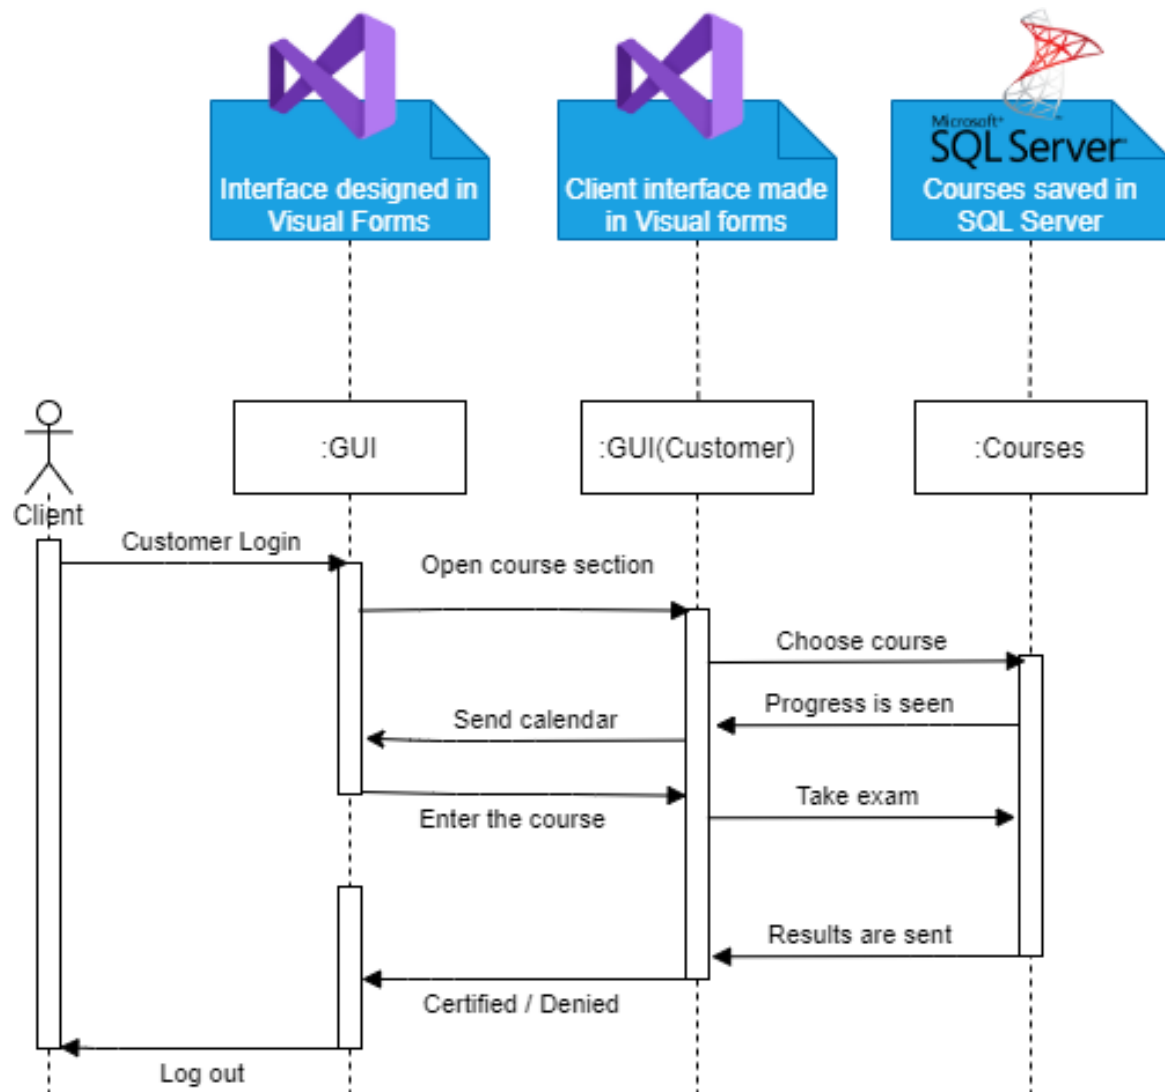 Interface designed in
Visual Forms
Client interface made
in Visual forms
Microsoft®
SQL Server
Courses saved in
SQL Server
Client
:GUI
:GUI(Customer)
:Courses
Customer Login
Open course section
Choose course
Progress is seen
Send calendar
Take exam
Enter the course
Results are sent
Certified / Denied
Log out